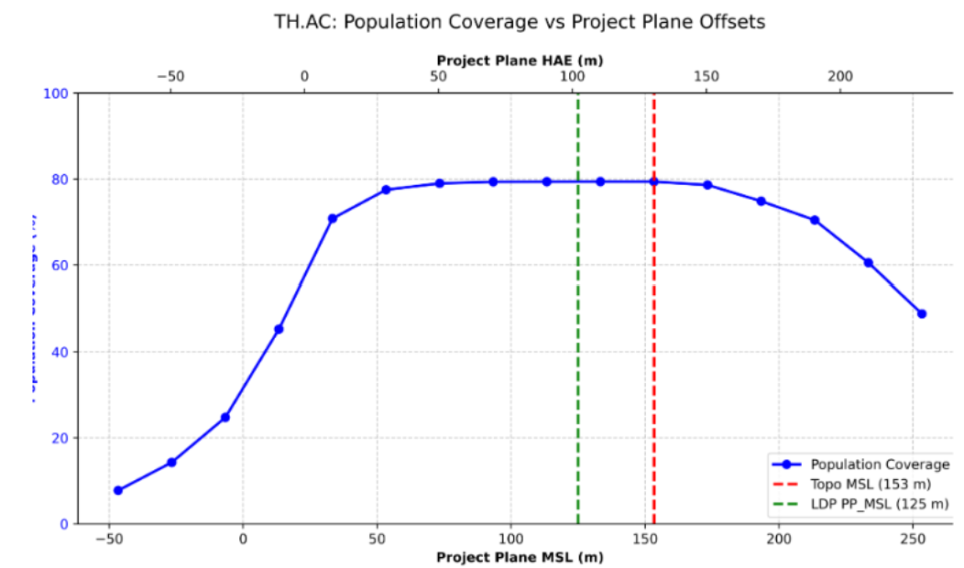 TH.AC: Population Coverage vs Project Plane Offsets
Project Plane HAE (m)
−50 0 50 100 150 200
100
80
60
40
20
0
Population Coverage
Topo MSL (153 m)
LDP PP_MSL (125 m)
−50 0 50 100 150 200 250
Project Plane MSL (m)